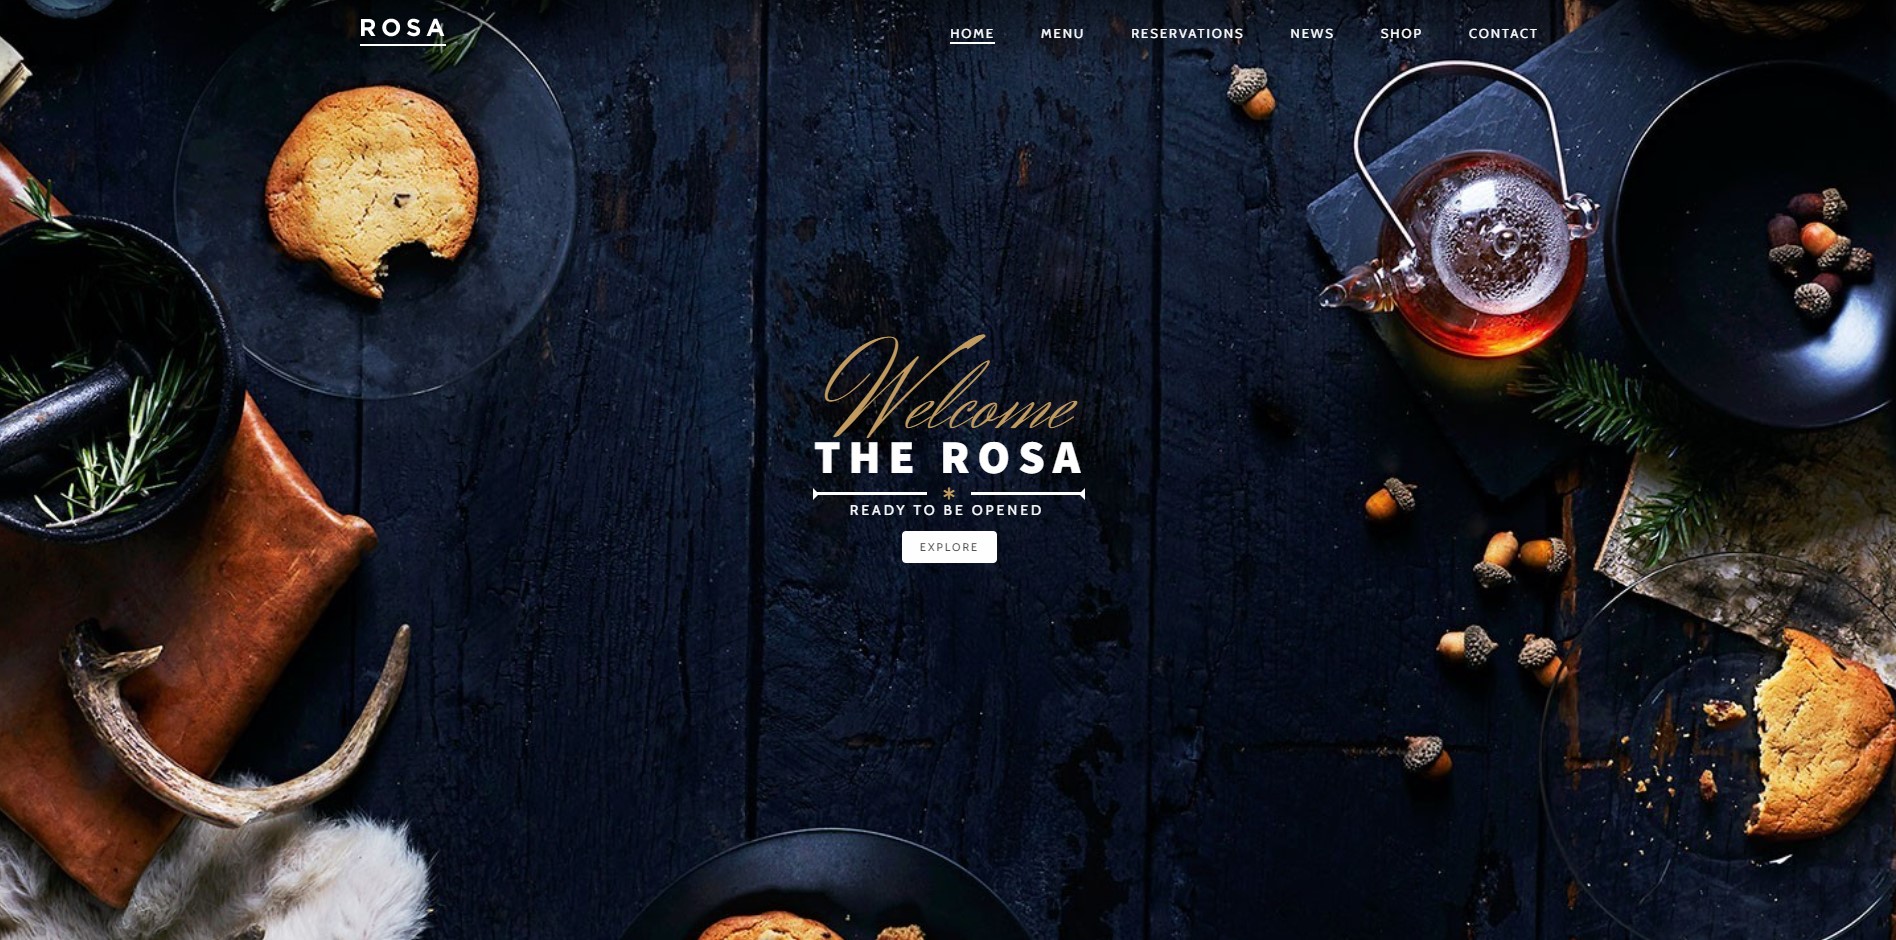 ROSA
HOME MENU RESERVATIONS NEWS SHOP CONTACT
Welcome
THE ROSA
*
READY TO BE OPENED
EXPLORE